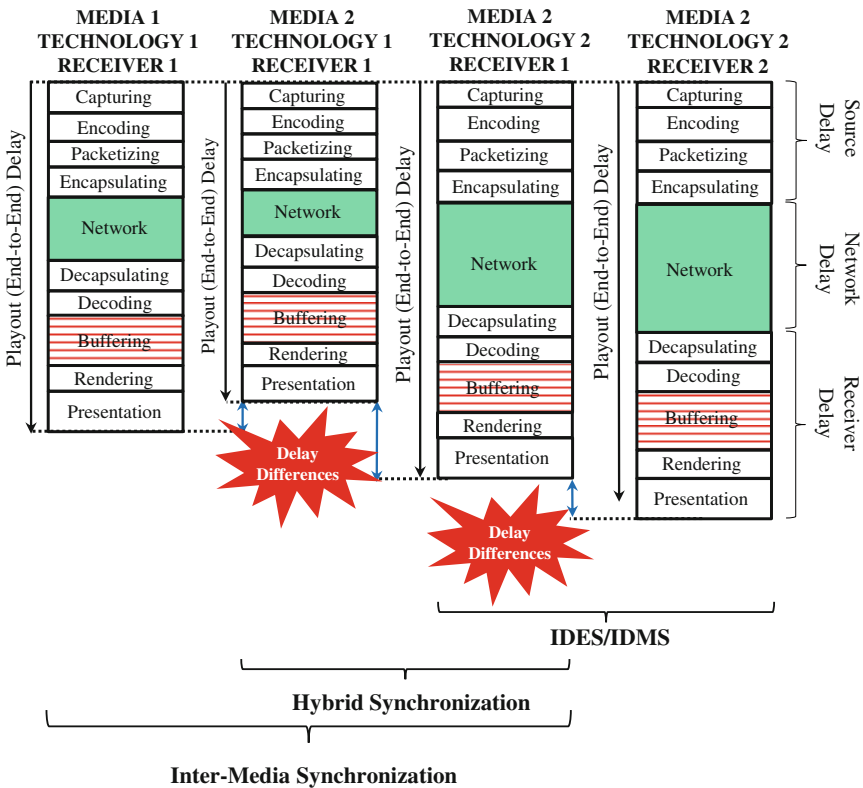 MEDIA 1
TECHNOLOGY 1
RECEIVER 1
Playout (End-to-End) Delay
Capturing
Encoding
Packetizing
Encapsulating
Network
Decapsulating
Decoding
Buffering
Rendering
Presentation
MEDIA 2
TECHNOLOGY 1
RECEIVER 1
Playout (End-to-End) Delay
Capturing
Encoding
Packetizing
Encapsulating
Network
Decapsulating
Decoding
Buffering
Rendering
Presentation
Delay
Differences
MEDIA 2
TECHNOLOGY 2
RECEIVER 1
Playout (End-to-End) Delay
Capturing
Encoding
Packetizing
Encapsulating
Network
Decapsulating
Decoding
Buffering
Rendering
Presentation
Delay
Differences
MEDIA 2
TECHNOLOGY 2
RECEIVER 2
Playout (End-to-End) Delay
Capturing
Encoding
Packetizing
Encapsulating
Network
Decapsulating
Decoding
Buffering
Rendering
Presentation
Source
Delay
Network
Delay
Receiver
Delay
IDES/IDMS
Hybrid Synchronization
Inter-Media Synchronization